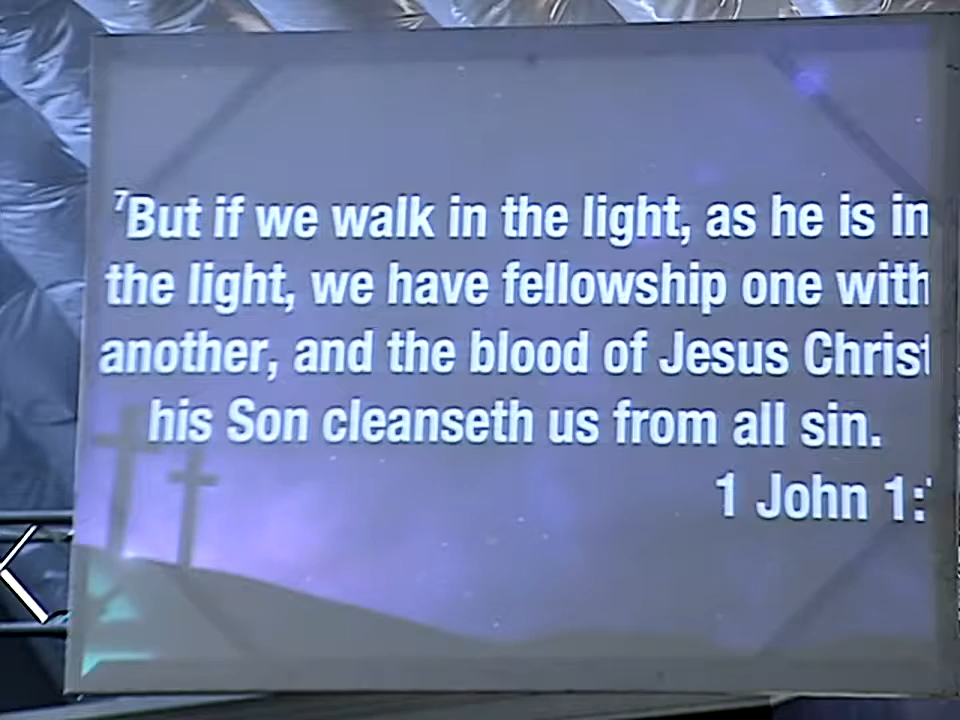 7But if we walk in the light, as he is in
the light, we have fellowship one with
another, and the blood of Jesus Christ
his Son cleanseth us from all sin.
1 John 1: